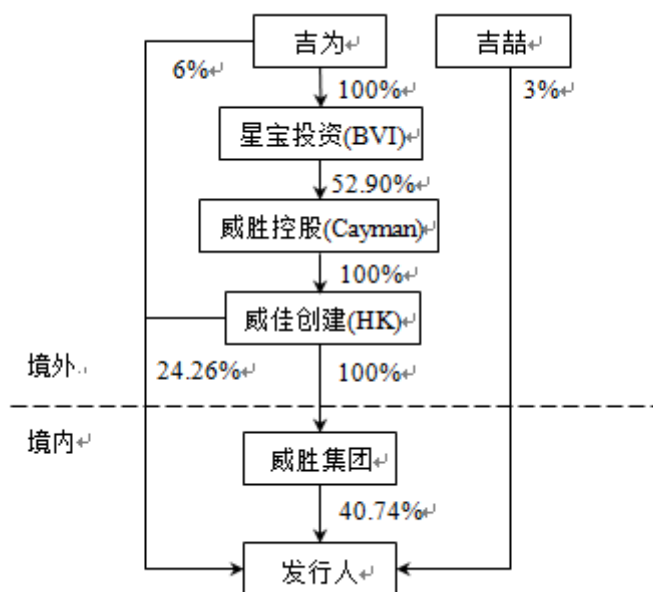 吉为↵
吉喆↵
6%↵
100%↵
3%↵
星宝投资(BVI)
52.90%↵
威胜控股(Cayman)↵
100%↵
威佳创建(HK)↵
境外↵
24.26%↵
100%↵
境内↵
威胜集团↵
40.74%↵
发行人↵